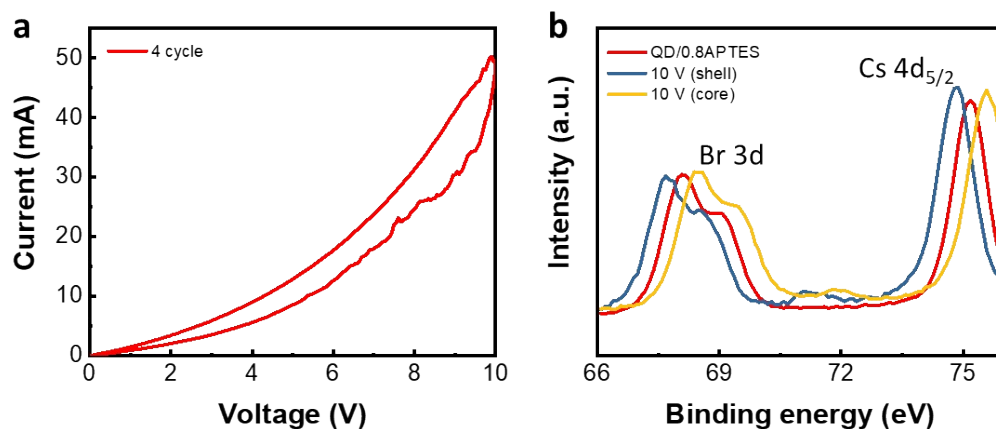 a
4 cycle
Current (mA)
50
40
30
20
10
0
0 2 4 6 8 10
Voltage (V)
b
QD/0.8APTES
10 V (shell)
10 V (core)
Cs 4d5/2
Br 3d
Intensity (a.u.)
66 69 72 75
Binding energy (eV)